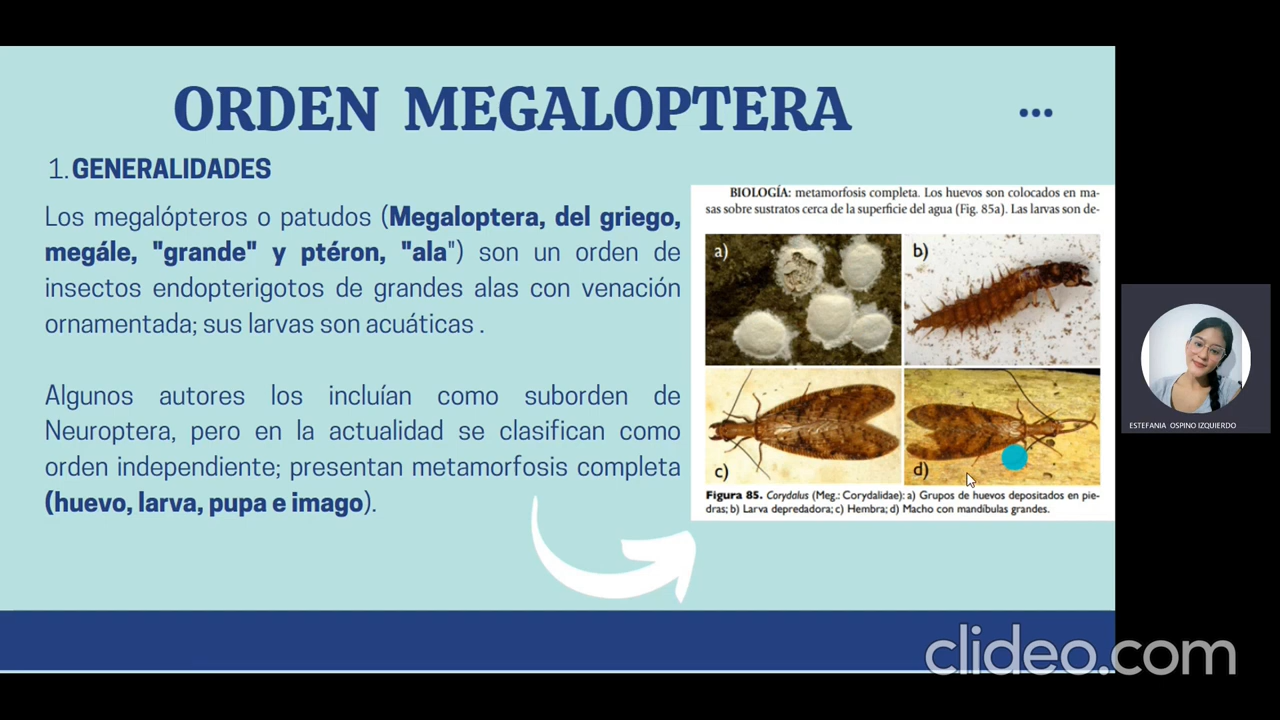 ORDEN MEGALOPTERA
1. GENERALIDADES
Los megalópteros o patudos (Megaloptera, del griego,
megále, "grande" y ptéron, "ala") son un orden de
insectos endopterigotos de grandes alas con venación
ornamentada; sus larvas son acuáticas .
Algunos autores los incluían como suborden de
Neuroptera, pero en la actualidad se clasifican como
orden independiente; presentan metamorfosis completa
(huevo, larva, pupa e imago).
BIOLOGÍA: metamorfosis completa. Los huevos son colocados en ma-
sas sobre sustratos cerca de la superficie del agua (Fig. 85a). Las larvas son de-
a)
b)
c)
d)
Figura 85. Corydalus (Meg.: Corydalidae): a) Grupos de huevos depositados en pie-
dras; b) Larva depredadora; c) Hembra; d) Macho con mandíbulas grandes.
ESTEFANIA OSPINO IZQUIERDO
clideo.com